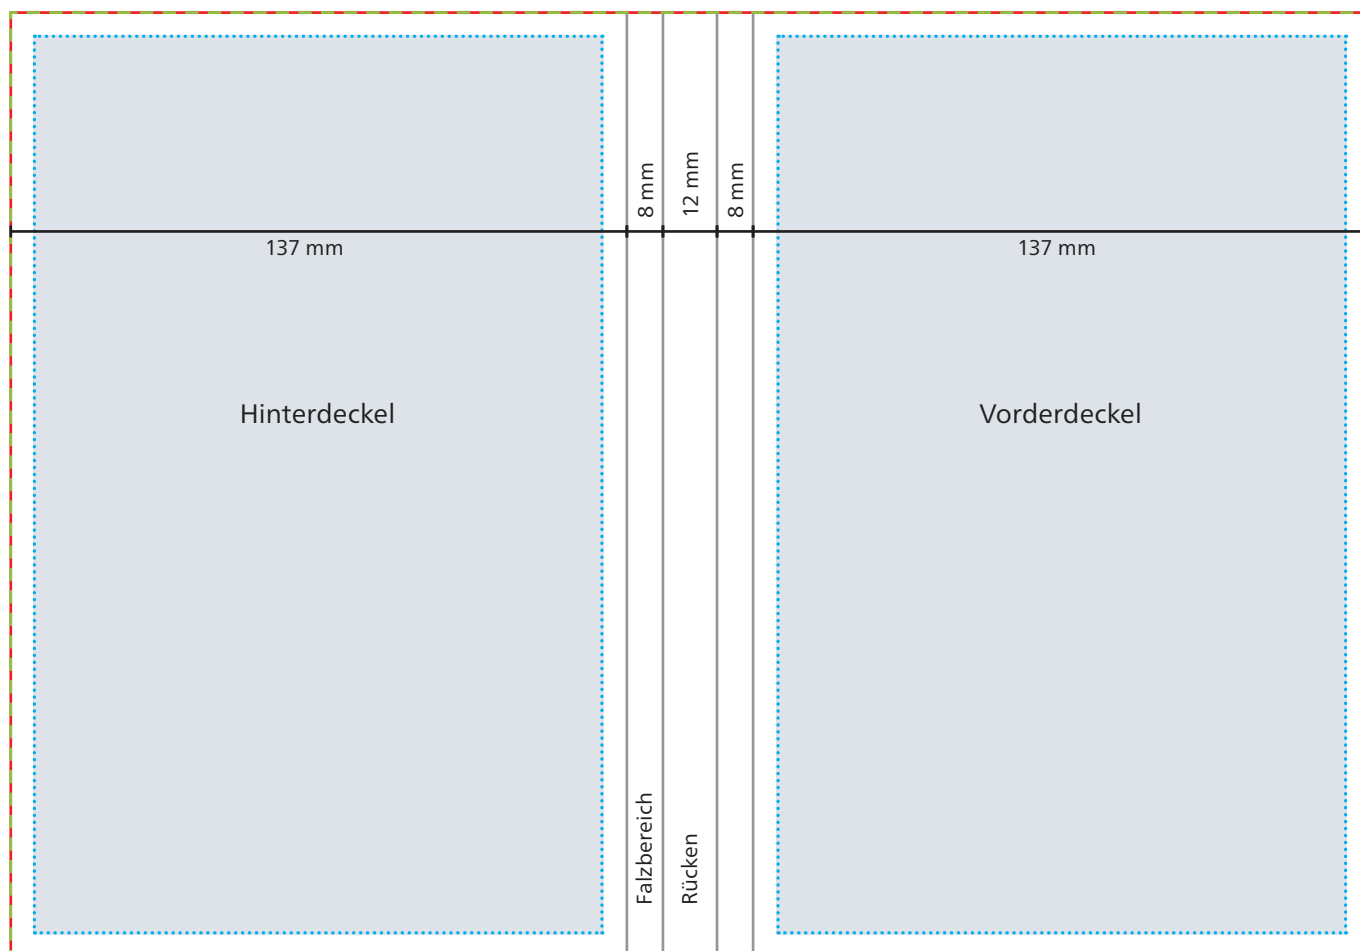 8 mm
12 mm
8 mm
137 mm
137 mm
Hinterdeckel
Vorderdeckel
Falzbereich
Rücken